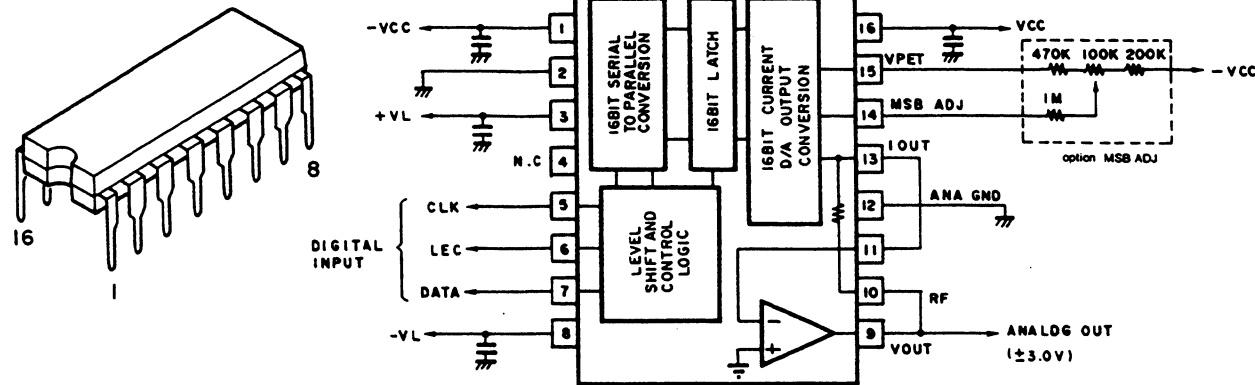 16
1
8
-VCC
+VL
N.C
CLK
LEC
DATA
-VL
DIGITAL
INPUT
1
2
3
4
5
6
7
8
16BIT SERIAL
TO PARALLEL
CONVERSION
16BIT LATCH
16BIT CURRENT
D/A OUTPUT
CONVERSION
LEVEL
SHIFT AND
CONTROL
LOGIC
-
+
16
15
14
13
12
11
10
9
VCC
VPET
MSB ADJ
IOUT
ANA GND
RF
VOUT
470K 100K 200K
1M
-VCC
option MSB ADJ
ANALDG OUT
(±3.0V)